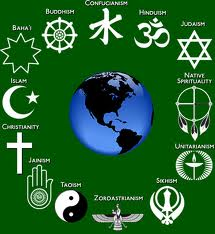 CONFUCIANISM
BUDDHISM
HINDUISM
BAHA'I
JUDAISM
ISLAM
NATIVE
SPIRITUALITY
CHRISTIANITY
UNITARIANISM
JAINISM
TAOISM
SIKHISM
ZOROASTRIANISM